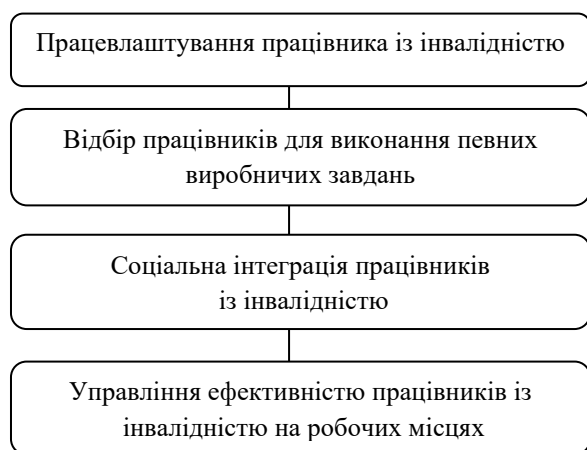 Працевлаштування працівника із інвалідністю
Відбір працівників для виконання певних
виробничих завдань
Соціальна інтеграція працівників
із інвалідністю
Управління ефективністю працівників із
інвалідністю на робочих місцях